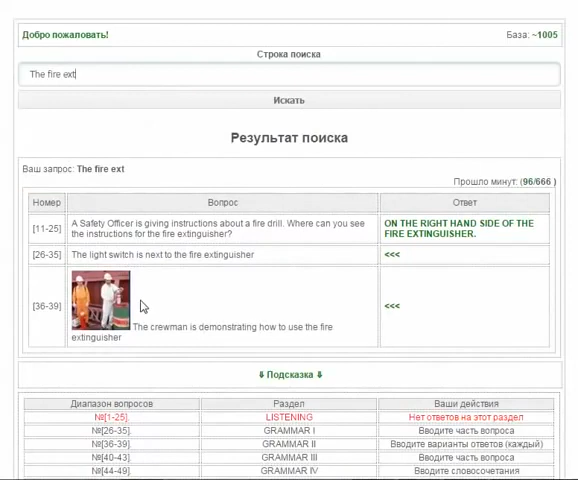 Добро пожаловать!
База: ~1005
Строка поиска
The fire ext
Искать
Результат поиска
Ваш запрос: The fire ext
Прошло минут: (96/666 )
Номер Вопрос Ответ
[11-25] A Safety Officer is giving instructions about a fire drill. Where can you see ON THE RIGHT HAND SIDE OF THE
the instructions for the fire extinguisher? FIRE EXTINGUISHER.
[26-35] The light switch is next to the fire extinguisher <<<
[36-39] <<<
The crewman is demonstrating how to use the fire
extinguisher
⇓ Подсказка ⇓
Диапазон вопросов Раздел Ваши действия
№[1-25]. LISTENING Нет ответов на этот раздел
№[26-35]. GRAMMAR I Вводите часть вопроса
№[36-39]. GRAMMAR II Вводите варианты ответов (каждый)
№[40-43]. GRAMMAR III Вводите часть вопроса
№[44-49]. GRAMMAR IV Вводите словосочетания